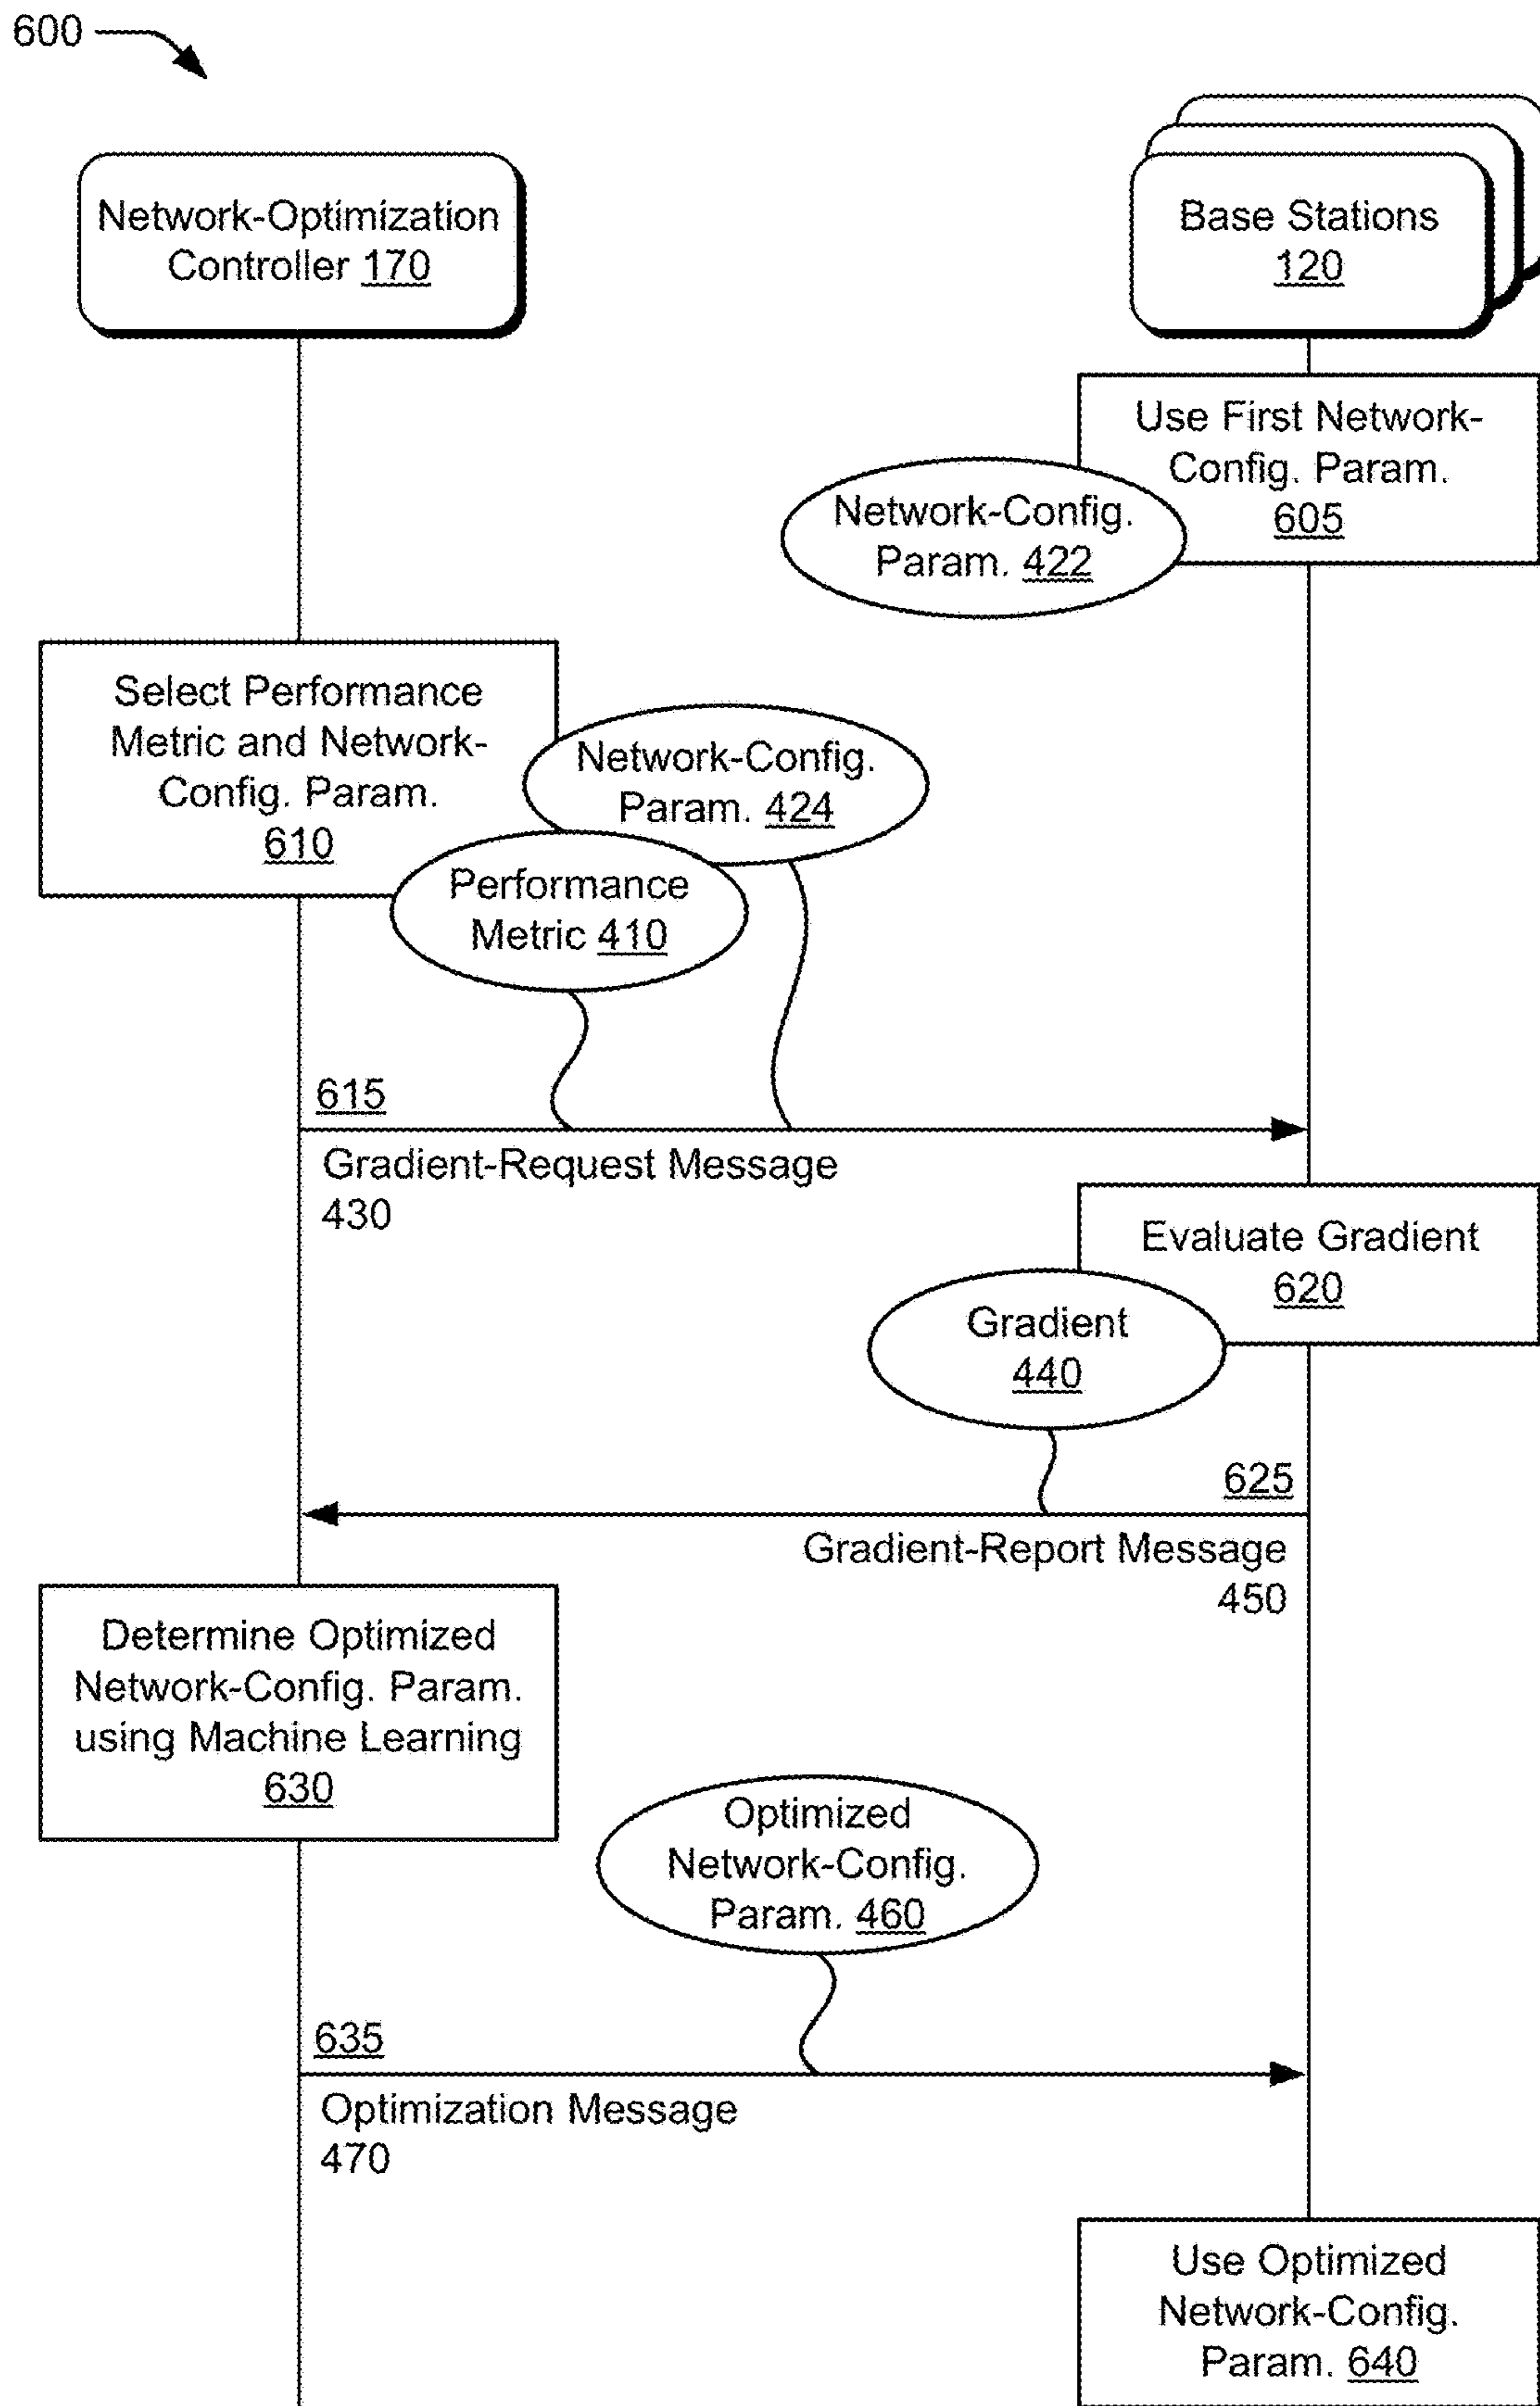 600
Network-Optimization
Controller 170
Base Stations
120
Use First Network-
Config. Param.
605
Network-Config.
Param. 422
Select Performance
Metric and Network-
Config. Param.
610
Network-Config.
Param. 424
Performance
Metric 410
615
Gradient-Request Message
430
Evaluate Gradient
620
Gradient
440
625
Gradient-Report Message
450
Determine Optimized
Network-Config. Param.
using Machine Learning
630
Optimized
Network-Config.
Param. 460
635
Optimization Message
470
Use Optimized
Network-Config.
Param. 640